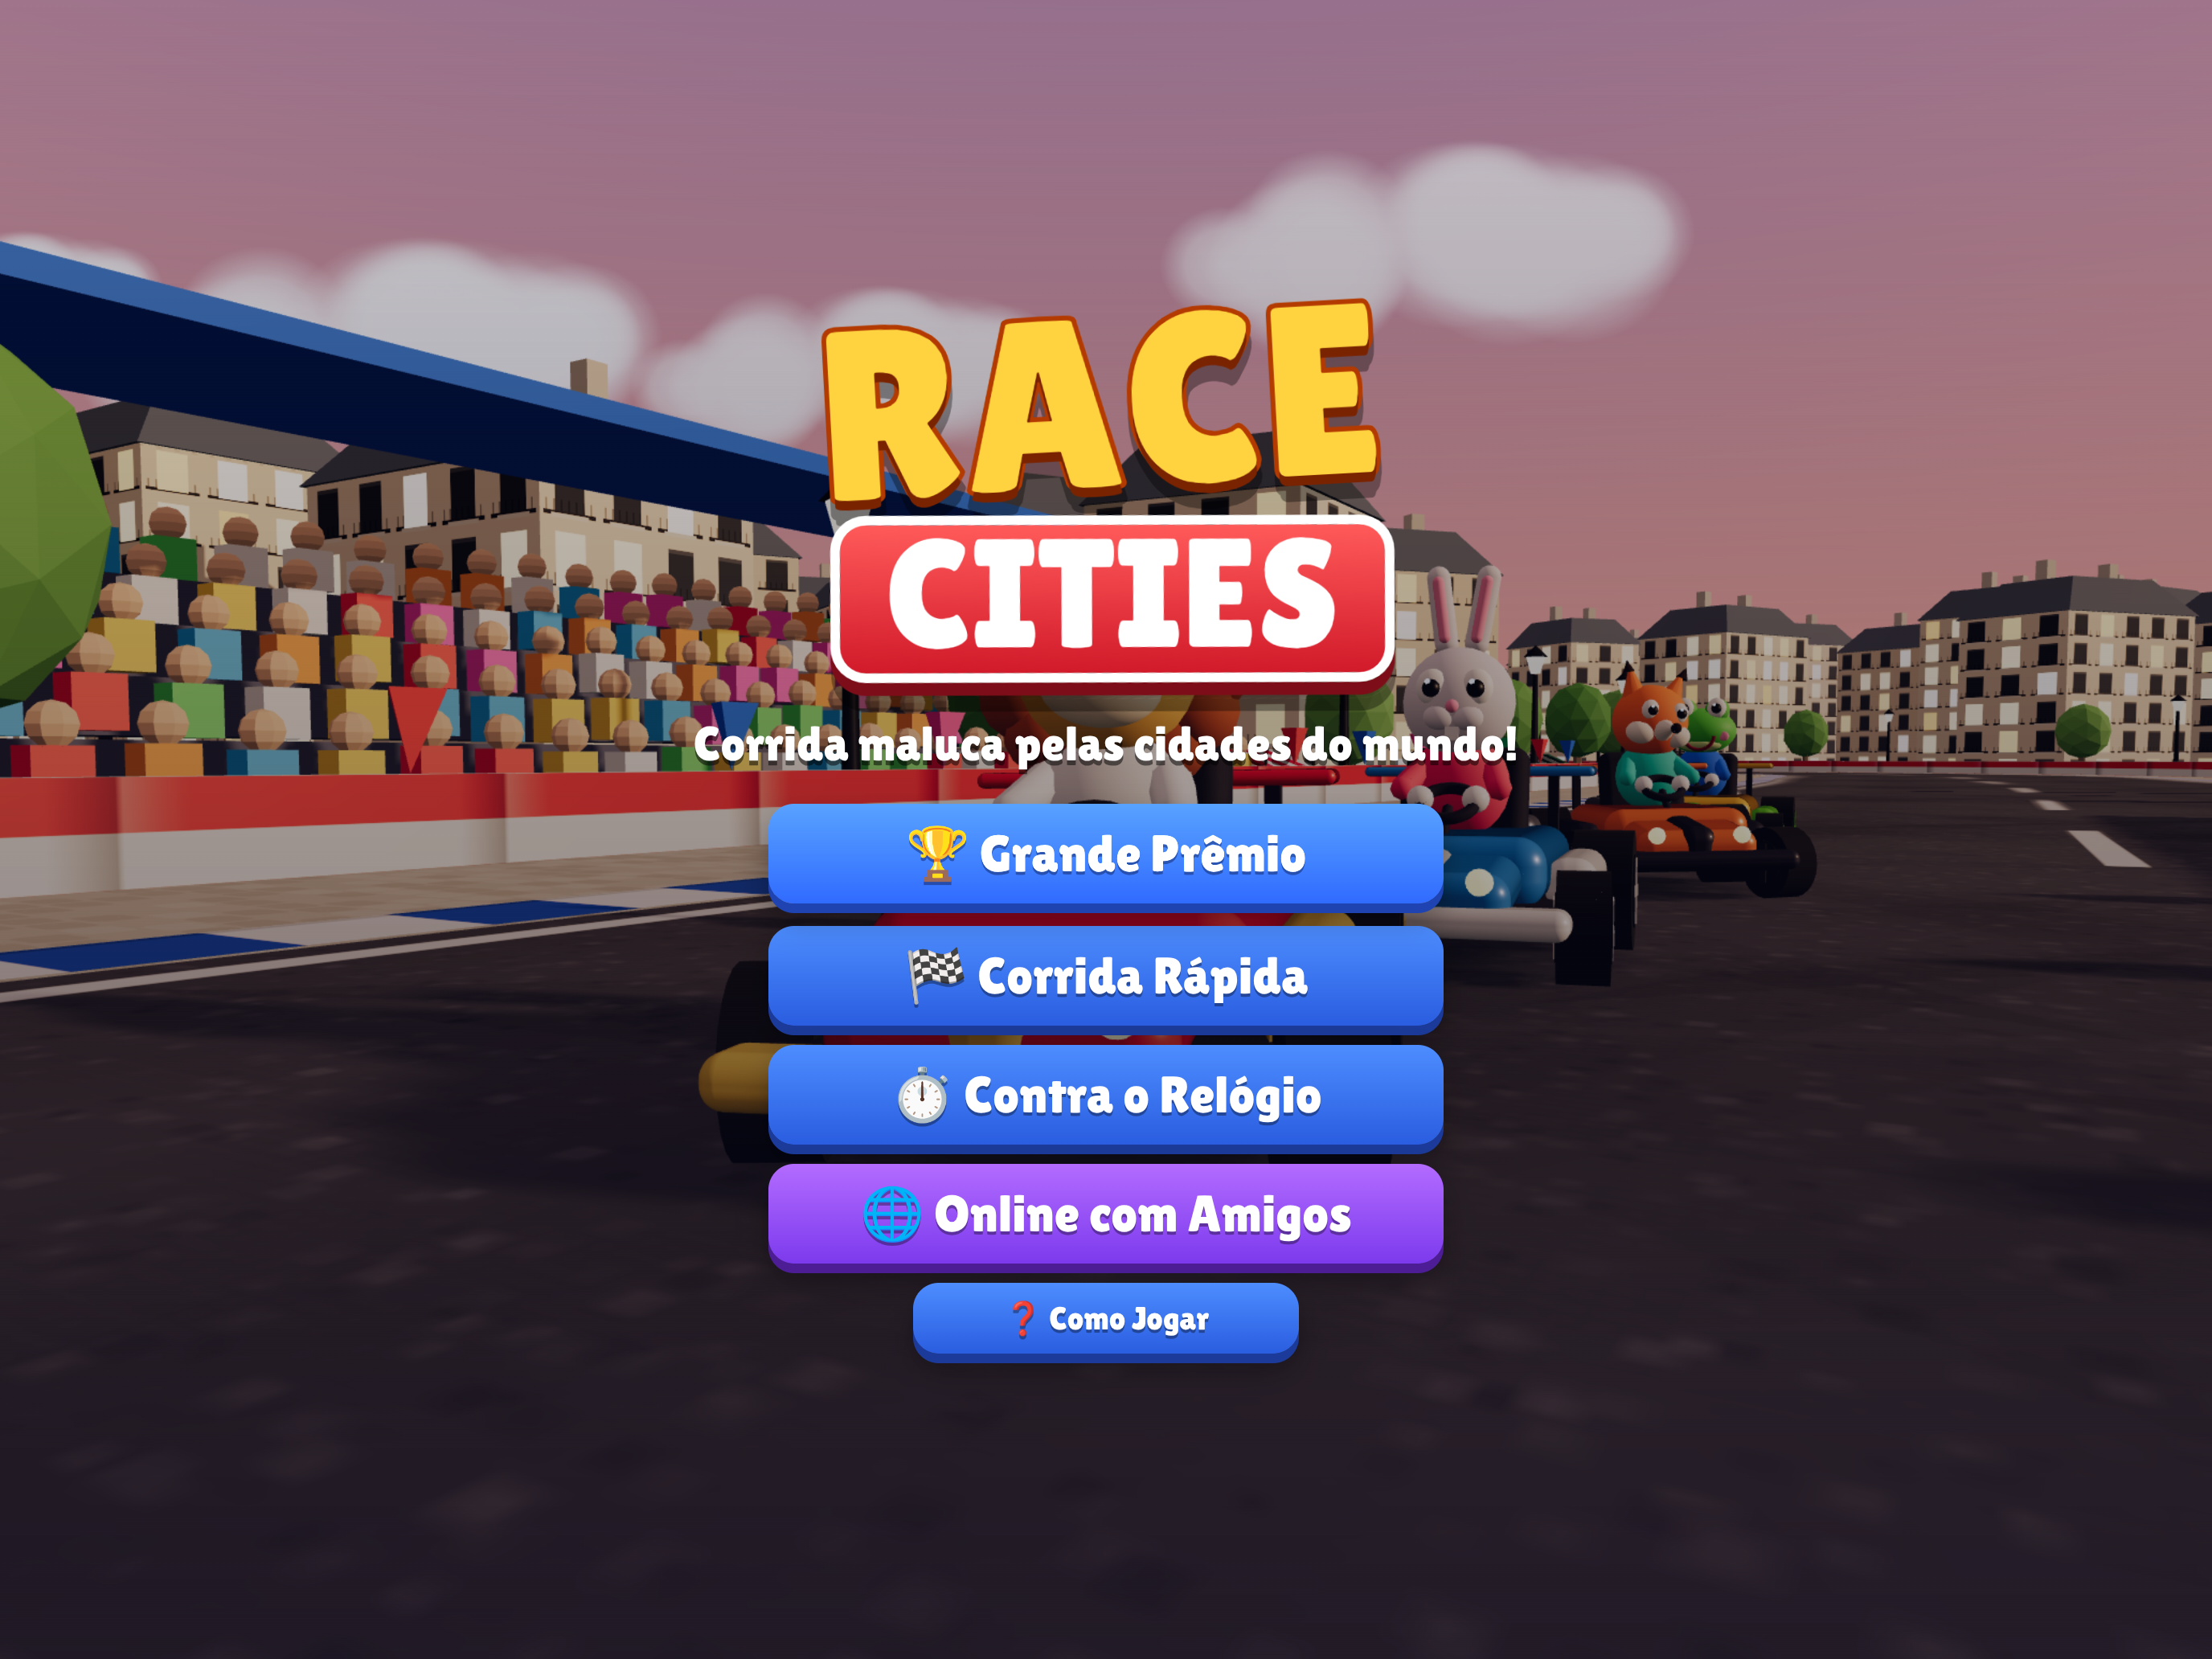 RACE
CITIES
Corrida maluca pelas cidades do mundo!
🏆 Grande Prêmio
🏁 Corrida Rápida
⏱️ Contra o Relógio
🌐 Online com Amigos
❓ Como Jogar